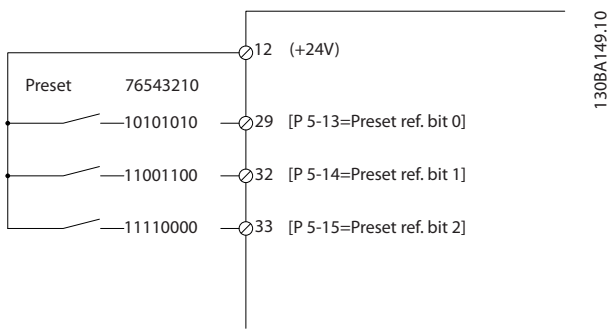 12 (+24V)
Preset 76543210
10101010 29 [P 5-13=Preset ref. bit 0]
11001100 32 [P 5-14=Preset ref. bit 1]
11110000 33 [P 5-15=Preset ref. bit 2]
130BA149.10